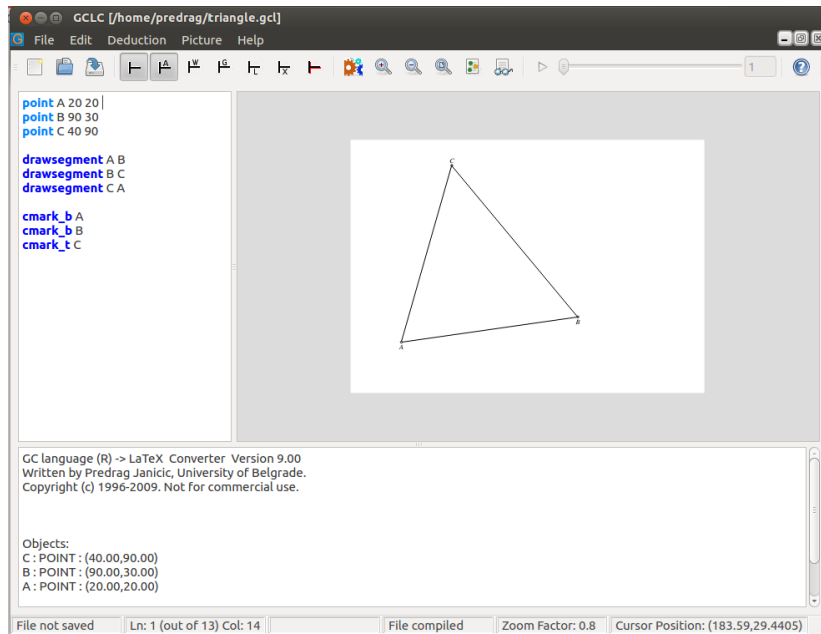 GCLC [/home/predrag/triangle.gcl]
File Edit Deduction Picture Help
A W G L X 1 ?
point A 20 20
point B 90 30
point C 40 90
drawsegment A B
drawsegment B C
drawsegment C A
cmark_b A
cmark_b B
cmark_t C
C
B
A
GC language (R) -> LaTeX Converter Version 9.00
Written by Predrag Janicic, University of Belgrade.
Copyright (c) 1996-2009. Not for commercial use.
Objects:
C : POINT : (40.00,90.00)
B : POINT : (90.00,30.00)
A : POINT : (20.00,20.00)
File not saved Ln: 1 (out of 13) Col: 14 File compiled Zoom Factor: 0.8 Cursor Position: (183.59,29.4405)